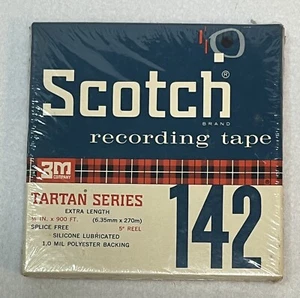 Scotch®
BRAND
recording tape
3M
COMPANY
TARTAN SERIES
EXTRA LENGTH
¼ IN. x 900 FT. (6.35mm x 270m)
SPLICE FREE 5" REEL
SILICONE LUBRICATED
1.0 MIL POLYESTER BACKING
142